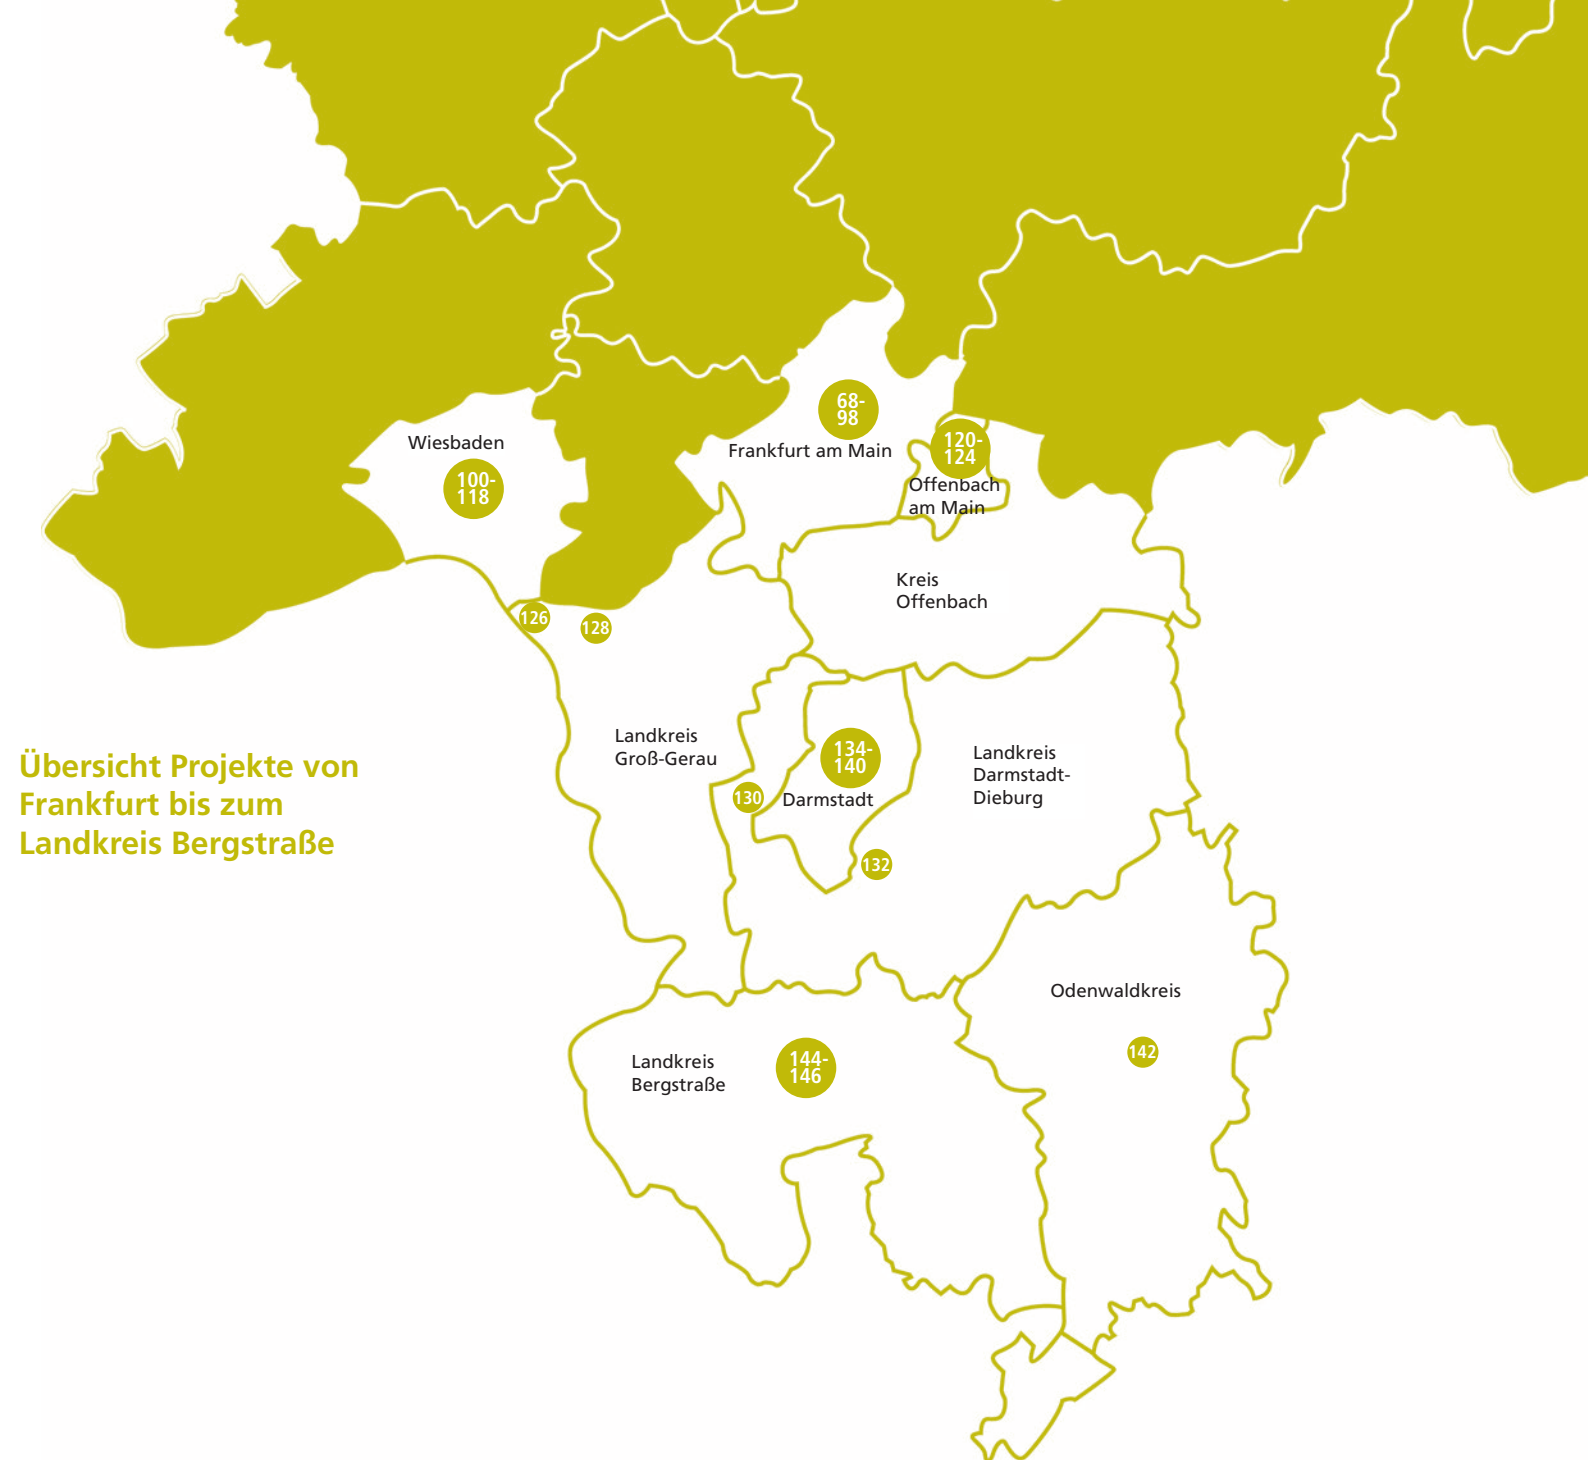 68-
98
Frankfurt am Main
Wiesbaden
100-
118
120-
124
Offenbach
am Main
Kreis
Offenbach
126
128
Landkreis
Groß-Gerau
134-
140
Darmstadt
130
132
Landkreis
Darmstadt-
Dieburg
Übersicht Projekte von
Frankfurt bis zum
Landkreis Bergstraße
Odenwaldkreis
142
Landkreis
Bergstraße
144-
146